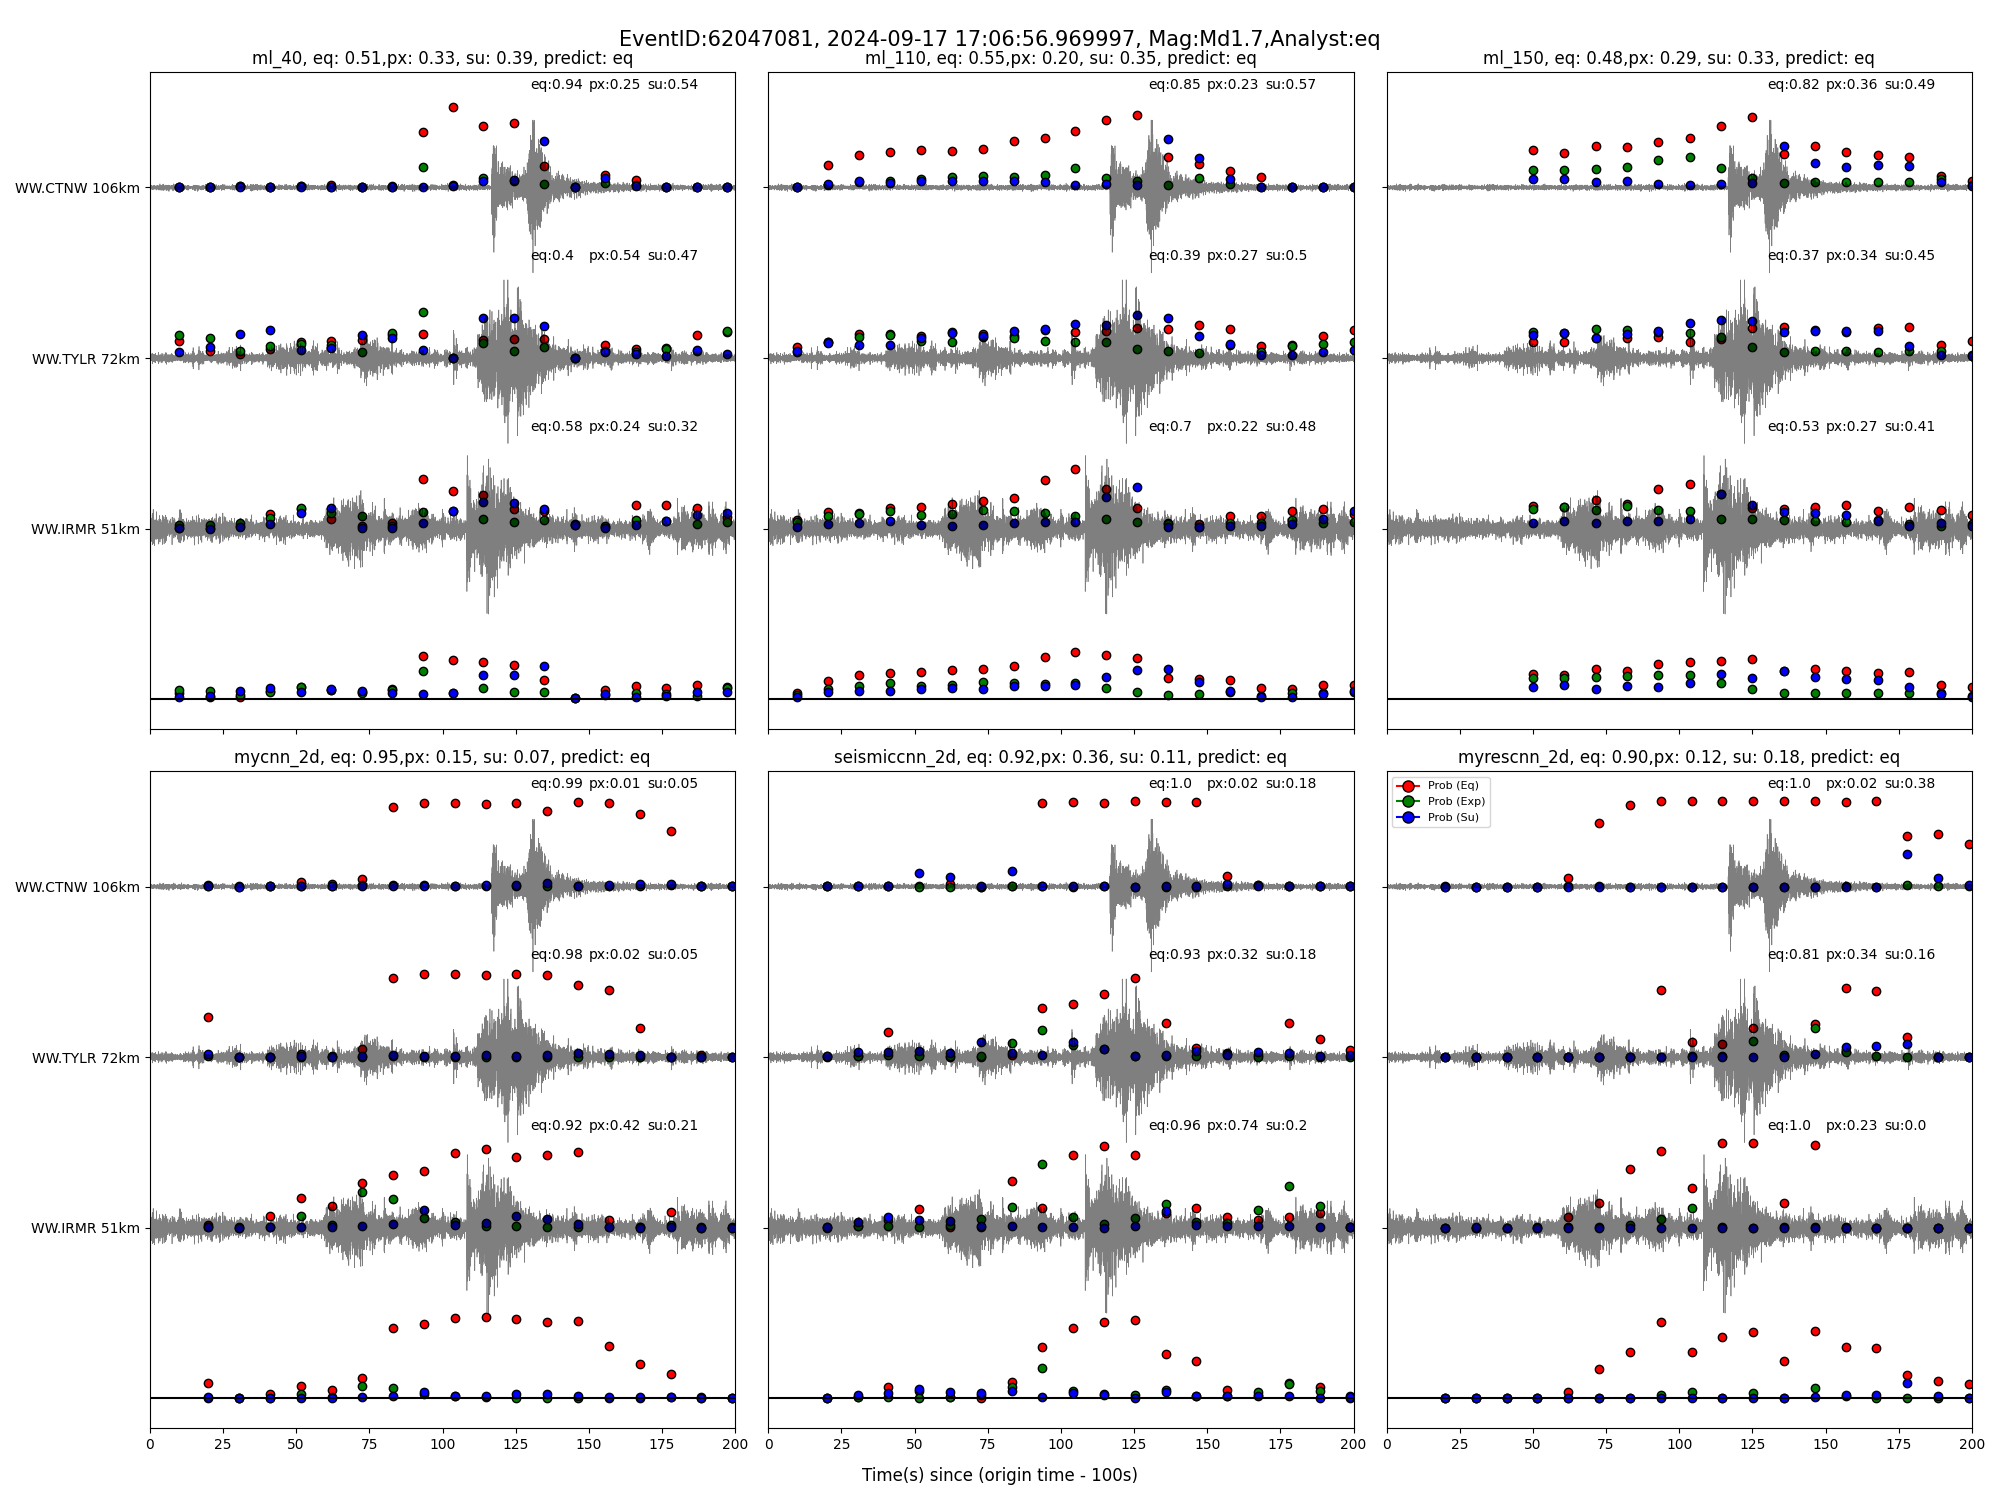 EventID:62047081, 2024-09-17 17:06:56.969997, Mag:Md1.7,Analyst:eq
ml_40, eq: 0.51,px: 0.33, su: 0.39, predict: eq
ml_110, eq: 0.55,px: 0.20, su: 0.35, predict: eq
ml_150, eq: 0.48,px: 0.29, su: 0.33, predict: eq
eq:0.94 px:0.25 su:0.54
eq:0.85 px:0.23 su:0.57
eq:0.82 px:0.36 su:0.49
WW.CTNW 106km
eq:0.4 px:0.54 su:0.47
eq:0.39 px:0.27 su:0.5
eq:0.37 px:0.34 su:0.45
WW.TYLR 72km
eq:0.58 px:0.24 su:0.32
eq:0.7 px:0.22 su:0.48
eq:0.53 px:0.27 su:0.41
WW.IRMR 51km
mycnn_2d, eq: 0.95,px: 0.15, su: 0.07, predict: eq
seismiccnn_2d, eq: 0.92,px: 0.36, su: 0.11, predict: eq
myrescnn_2d, eq: 0.90,px: 0.12, su: 0.18, predict: eq
eq:0.99 px:0.01 su:0.05
eq:1.0 px:0.02 su:0.18
eq:1.0 px:0.02 su:0.38
Prob (Eq)
Prob (Exp)
Prob (Su)
WW.CTNW 106km
eq:0.98 px:0.02 su:0.05
eq:0.93 px:0.32 su:0.18
eq:0.81 px:0.34 su:0.16
WW.TYLR 72km
eq:0.92 px:0.42 su:0.21
eq:0.96 px:0.74 su:0.2
eq:1.0 px:0.23 su:0.0
WW.IRMR 51km
0 25 50 75 100 125 150 175 200
0 25 50 75 100 125 150 175 200
0 25 50 75 100 125 150 175 200
Time(s) since (origin time - 100s)